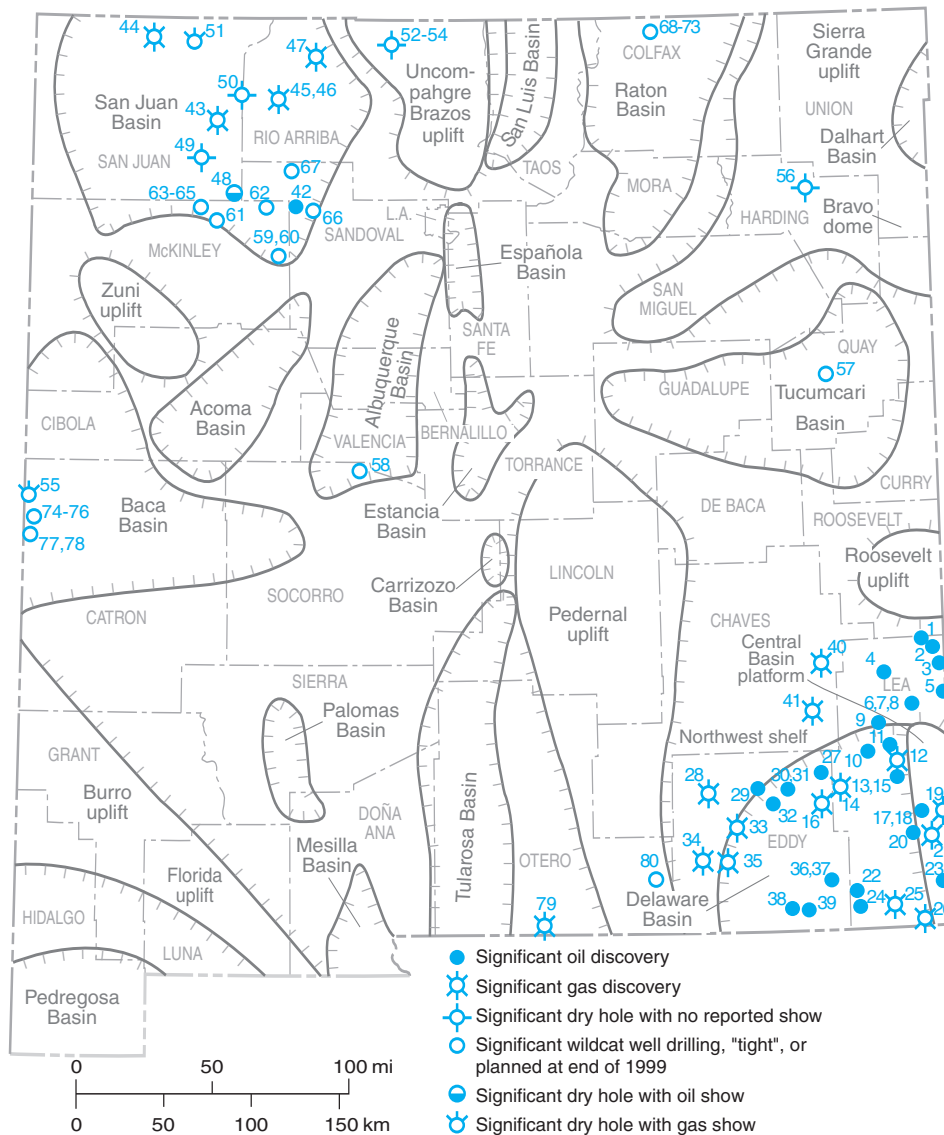 44
51
47
52-54
68-73
COLFAX
Sierra
Grande
uplift
San Juan
Basin
50
45,46
43
Uncom-
pahgre
Brazos
uplift
San Luis Basin
Raton
Basin
UNION
Dalhart
Basin
RIO ARRIBA
49
SAN JUAN
67
TAOS
56
48
63-65
62
42
61
66
L.A.
MORA
HARDING
Bravo
dome
SANDOVAL
59,60
McKINLEY
Española
Basin
Zuni
uplift
SAN
MIGUEL
SANTA
FE
QUAY
57
Albuquerque
Basin
Acoma
Basin
GUADALUPE
Tucumcari
Basin
CIBOLA
VALENCIA
BERNALILLO
58
TORRANCE
55
74-76
77,78
Baca
Basin
Estancia
Basin
CURRY
DE BACA
ROOSEVELT
Roosevelt
uplift
Carrizozo
Basin
LINCOLN
SOCORRO
CATRON
Pedernal
uplift
CHAVES
Central
Basin
platform
1
2
3
40
4
LEA
5
SIERRA
41
6,7,8
9
Palomas
Basin
Northwest shelf
GRANT
11
10
12
Burro
uplift
28
30,31
27
29
13,15
14
32
16
19
17,18
DOÑA
ANA
Tularosa Basin
33
EDDY
20
Mesilla
Basin
34
35
OTERO
Florida
uplift
80
36,37
22
23
HIDALGO
79
Delaware
Basin
38
39
24
25
LUNA
Pedregosa
Basin
Significant oil discovery
Significant gas discovery
Significant dry hole with no reported show
Significant wildcat well drilling, "tight", or
planned at end of 1999
Significant dry hole with oil show
Significant dry hole with gas show
0 50 100 mi
0 50 100 150 km